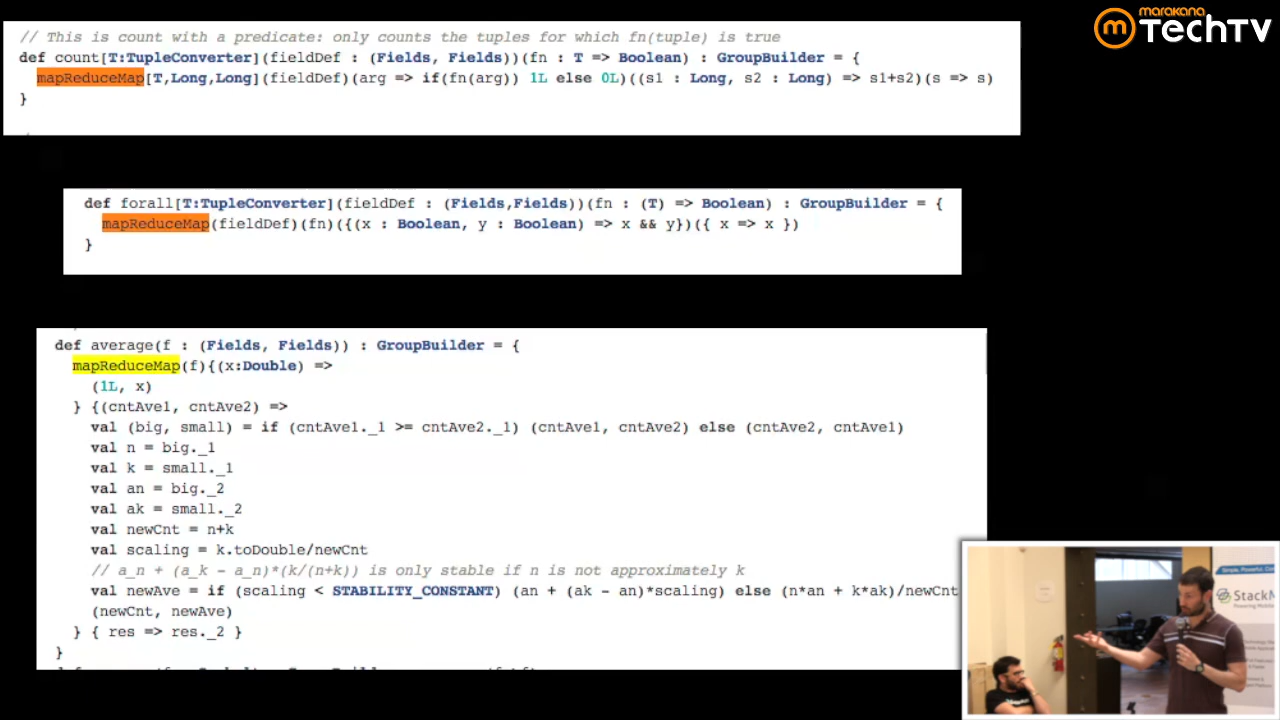 marakana
TechTV
// This is count with a predicate: only counts the tuples for which fn(tuple) is true
def count[T:TupleConverter](fieldDef : (Fields, Fields))(fn : T => Boolean) : GroupBuilder = {
mapReduceMap[T,Long,Long](fieldDef)(arg => if(fn(arg)) 1L else 0L)((s1 : Long, s2 : Long) => s1+s2)(s => s)
}
def forall[T:TupleConverter](fieldDef : (Fields,Fields))(fn : (T) => Boolean) : GroupBuilder = {
mapReduceMap(fieldDef)(fn)({(x : Boolean, y : Boolean) => x && y})({ x => x })
}
def average(f : (Fields, Fields)) : GroupBuilder = {
mapReduceMap(f){(x:Double) =>
(1L, x)
} {(cntAve1, cntAve2) =>
val (big, small) = if (cntAve1._1 >= cntAve2._1) (cntAve1, cntAve2) else (cntAve2, cntAve1)
val n = big._1
val k = small._1
val an = big._2
val ak = small._2
val newCnt = n+k
val scaling = k.toDouble/newCnt
// a_n + (a_k - a_n)*(k/(n+k)) is only stable if n is not approximately k
val newAve = if (scaling < STABILITY_CONSTANT) (an + (ak - an)*scaling) else (n*an + k*ak)/newCnt
(newCnt, newAve)
} { res => res._2 }
}
Simple, Powerful,
StackM
Powering